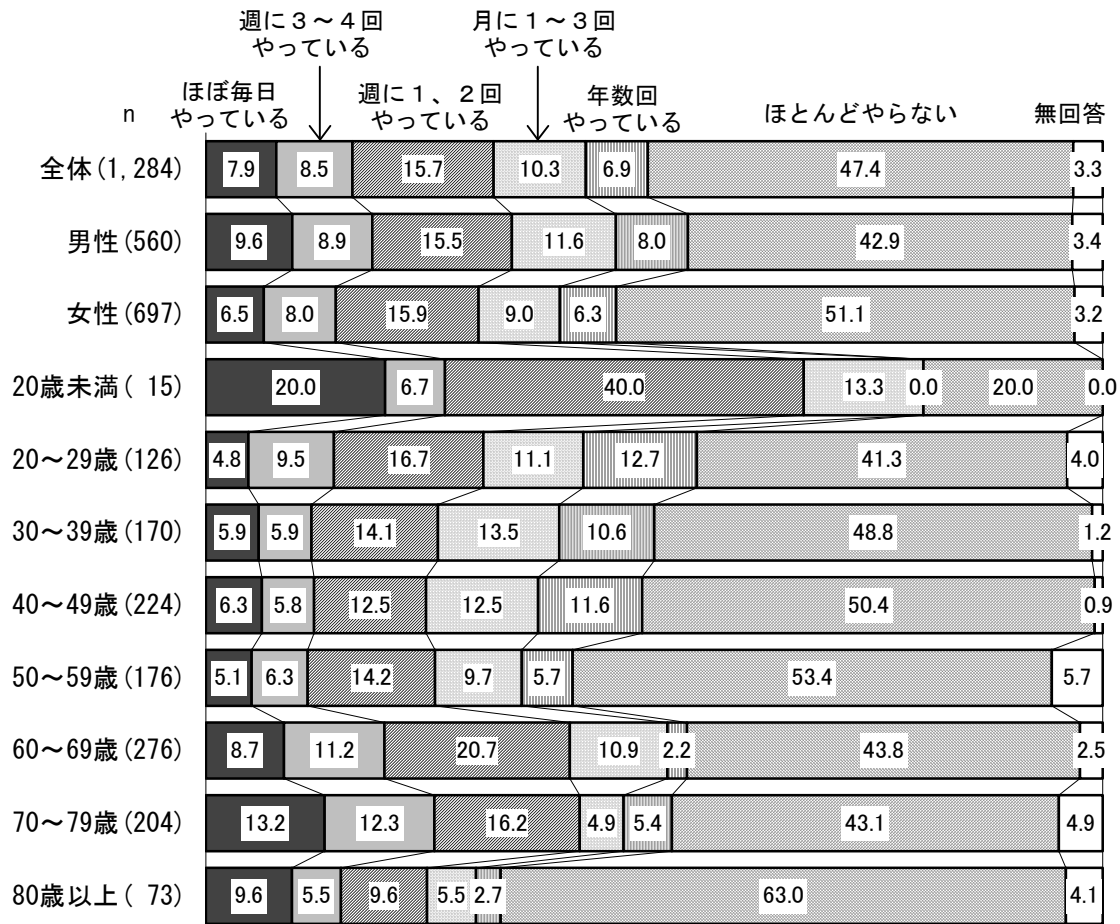 週に３～４回
やっている
月に１～３回
やっている
n
ほぼ毎日
やっている
週に１、２回
やっている
年数回
やっている
ほとんどやらない
無回答
全体(1,284) 7.9 8.5 15.7 10.3 6.9 47.4 3.3
男性(560) 9.6 8.9 15.5 11.6 8.0 42.9 3.4
女性(697) 6.5 8.0 15.9 9.0 6.3 51.1 3.2
20歳未満( 15) 20.0 6.7 40.0 13.3 0.0 20.0 0.0
20～29歳(126) 4.8 9.5 16.7 11.1 12.7 41.3 4.0
30～39歳(170) 5.9 5.9 14.1 13.5 10.6 48.8 1.2
40～49歳(224) 6.3 5.8 12.5 12.5 11.6 50.4 0.9
50～59歳(176) 5.1 6.3 14.2 9.7 5.7 53.4 5.7
60～69歳(276) 8.7 11.2 20.7 10.9 2.2 43.8 2.5
70～79歳(204) 13.2 12.3 16.2 4.9 5.4 43.1 4.9
80歳以上( 73) 9.6 5.5 9.6 5.5 2.7 63.0 4.1